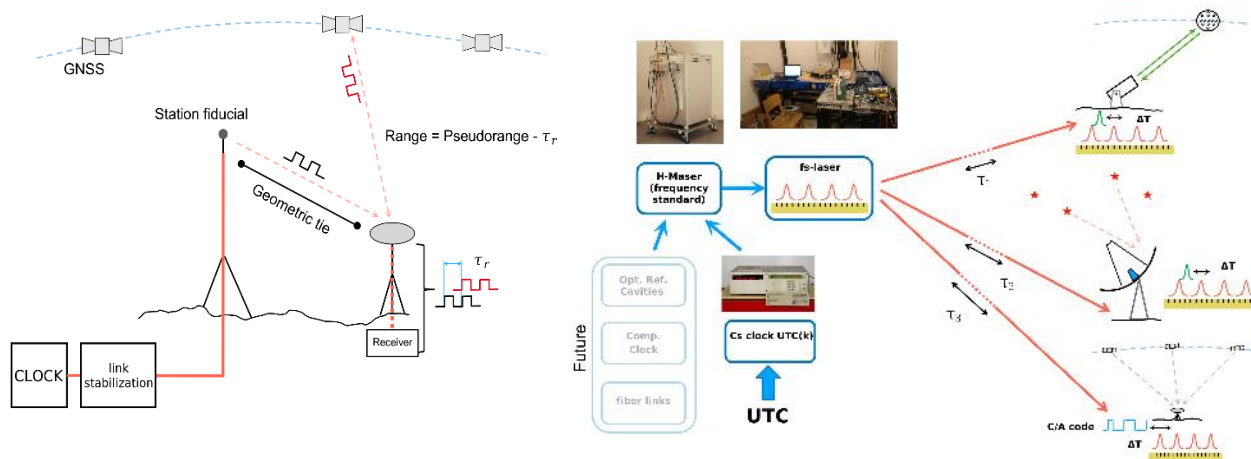 GNSS
Station fiducial
Range = Pseudorange - τr
Geometric tie
τr
Receiver
CLOCK
link
stabilization
H-Maser
(frequency
standard)
fs-laser
Opt. Ref.
Cavities
Comp.
Clock
fiber links
Future
Cs clock UTC(k)
UTC
τ2
τ3
ΔT
ΔT
C/A code
ΔT